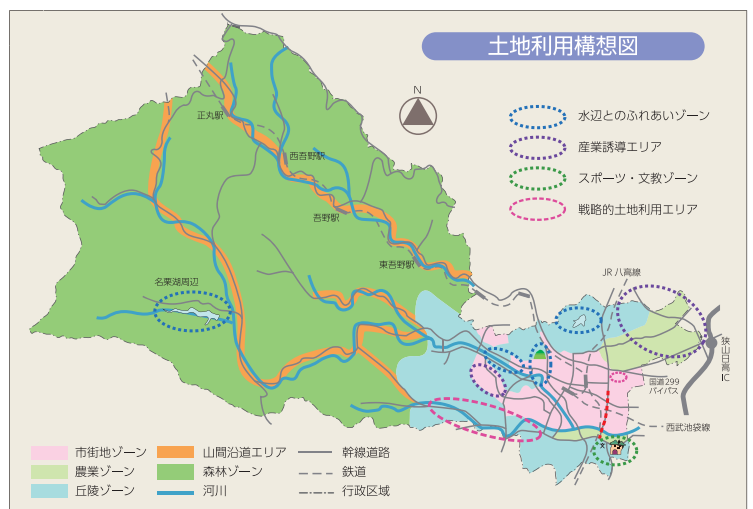 土地利用構想図
N
水辺とのふれあいゾーン
産業誘導エリア
スポーツ・文教ゾーン
戦略的土地利用エリア
正丸駅
西吾野駅
吾野駅
東吾野駅
名栗湖周辺
JR八高線
狭山日高IC
国道299
バイパス
西武池袋線
市街地ゾーン
山間沿道エリア
幹線道路
農業ゾーン
森林ゾーン
鉄道
丘陵ゾーン
河川
行政区域